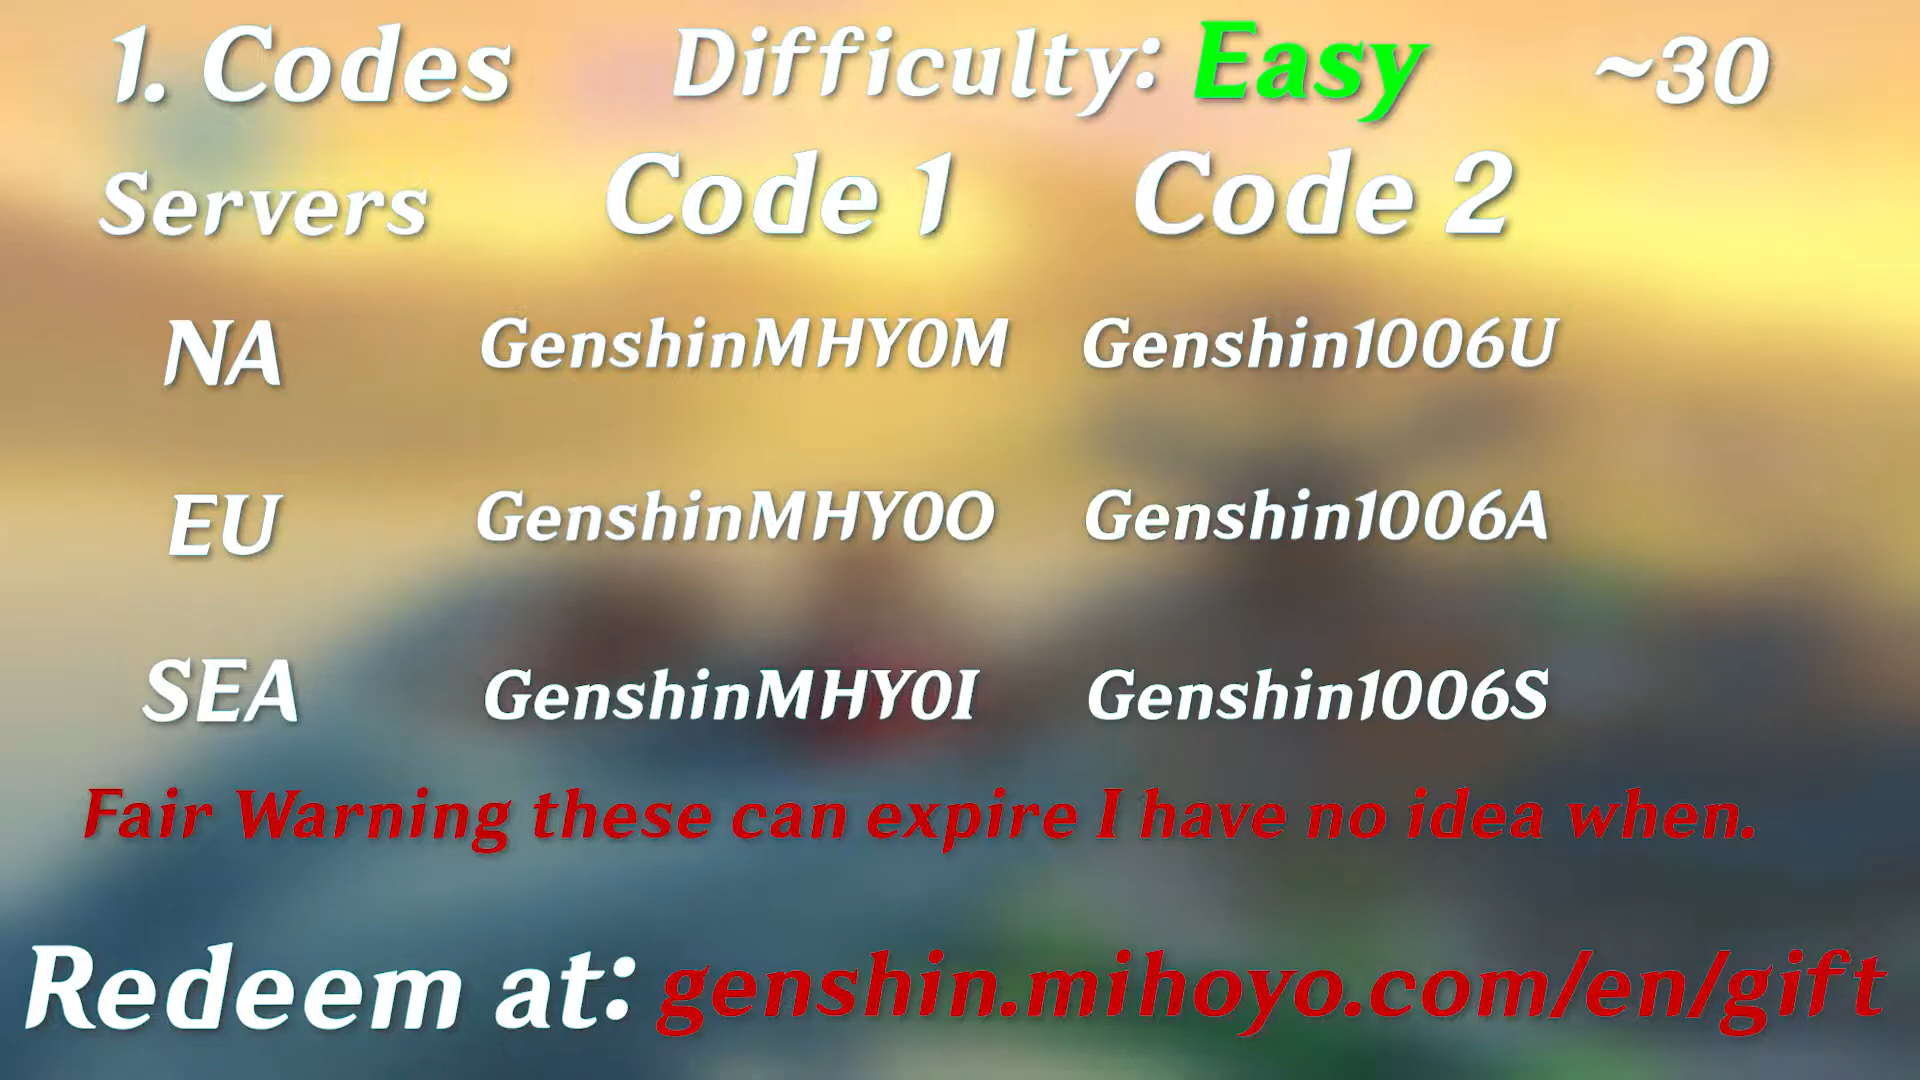 1. Codes Difficulty: Easy ~30
Servers Code 1 Code 2
NA GenshinMHY0M Genshin1006U
EU GenshinMHY0O Genshin1006A
SEA GenshinMHY0I Genshin1006S
Fair Warning these can expire I have no idea when.
Redeem at: genshin.mihoyo.com/en/gift